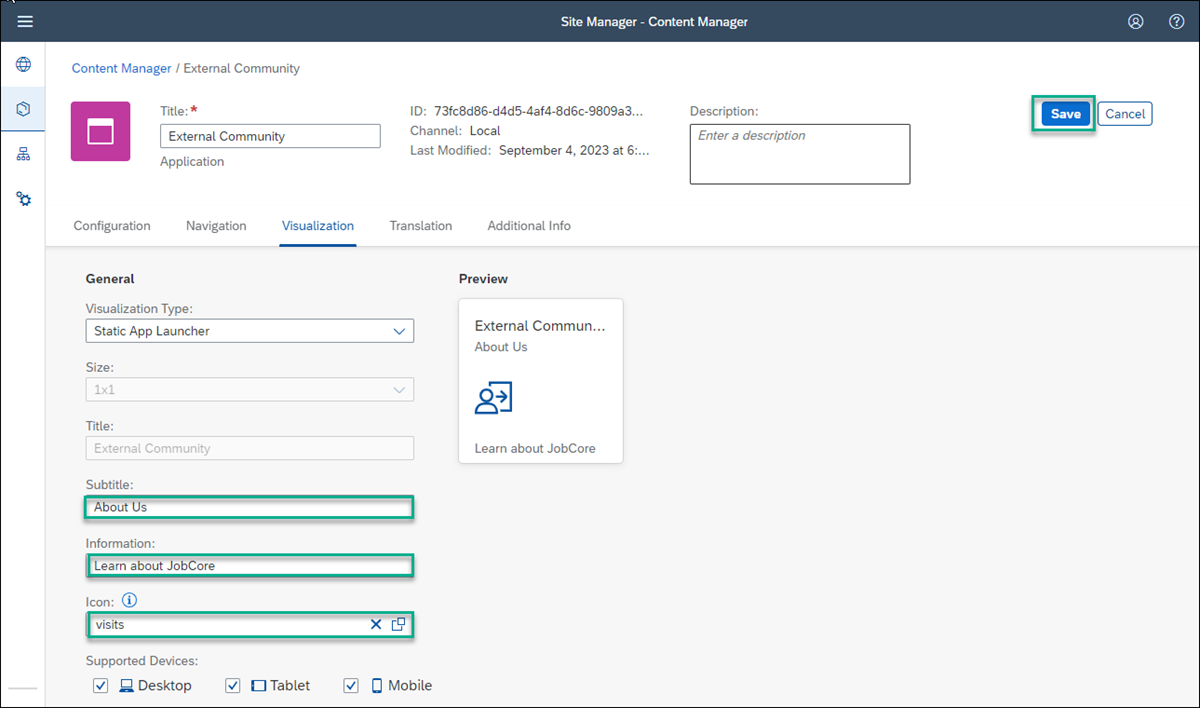 Site Manager - Content Manager
Content Manager / External Community
Title: *
External Community
Application
ID: 73fc8d86-d4d5-4af4-8d6c-9809a3...
Channel: Local
Last Modified: September 4, 2023 at 6:...
Description:
Enter a description
Save
Cancel
Configuration
Navigation
Visualization
Translation
Additional Info
General
Visualization Type:
Static App Launcher
Size:
1x1
Title:
External Community
Subtitle:
About Us
Information:
Learn about JobCore
Icon:
visits
Supported Devices:
Desktop
Tablet
Mobile
Preview
External Commun...
About Us
Learn about JobCore